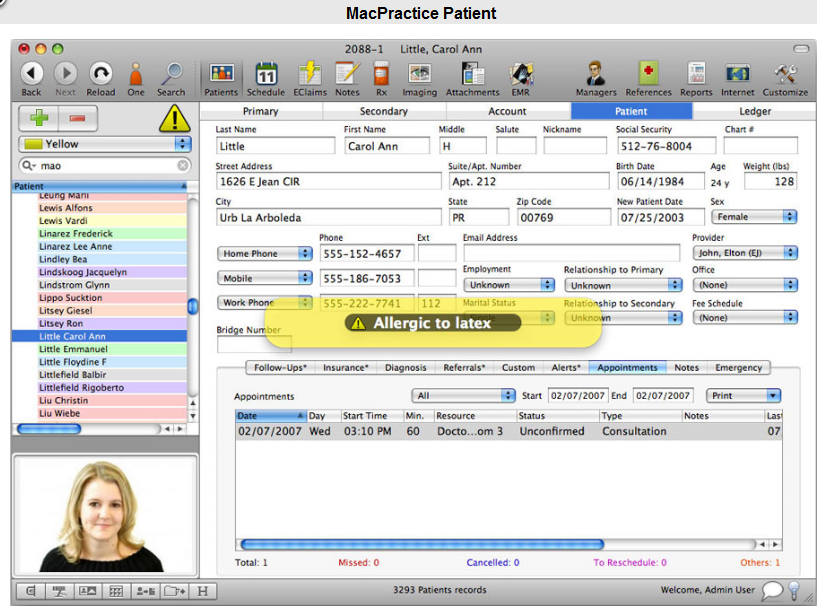 MacPractice Patient
2088-1 Little, Carol Ann
Back Next Reload One Search Patients Schedule EClaims Notes Rx Imaging Attachments EMR Managers References Reports Internet Customize
Primary Secondary Account Patient Ledger
Yellow
mao
Patient
Leung Marii
Lewis Alfons
Lewis Vardi
Linarez Frederick
Linarez Lee Anne
Lindley Bea
Lindskoog Jacquelyn
Lindstrom Glynn
Lippo Sucktion
Litsey Giesel
Litsey Ron
Little Carol Ann
Little Emmanuel
Little Floydine F
Littlefield Balbir
Littlefield Rigoberto
Liu Christin
Liu Wiebe
Last Name First Name Middle Salute Nickname Social Security Chart #
Little Carol Ann H 512-76-8004
Street Address Suite/Apt. Number Birth Date Age Weight (lbs)
1626 E Jean CIR Apt. 212 06/14/1984 24 y 128
City State Zip Code New Patient Date Sex
Urb La Arboleda PR 00769 07/25/2003 Female
Phone Ext Email Address Provider
Home Phone 555-152-4657 John, Elton (EJ)
Employment Relationship to Primary Office
Mobile 555-186-7053 Unknown Unknown (None)
Work Phone 555-222-7741 112 Marital Status Relationship to Secondary Fee Schedule
Unknown (None)
Allergic to latex
Bridge Number
Follow-Ups* Insurance* Diagnosis Referrals* Custom Alerts* Appointments Notes Emergency
Appointments All Start 02/07/2007 End 02/07/2007 Print
Date Day Start Time Min. Resource Status Type Notes Las
02/07/2007 Wed 03:10 PM 60 Docto...om 3 Unconfirmed Consultation 07
Total: 1 Missed: 0 Cancelled: 0 To Reschedule: 0 Others: 1
3293 Patients records Welcome, Admin User